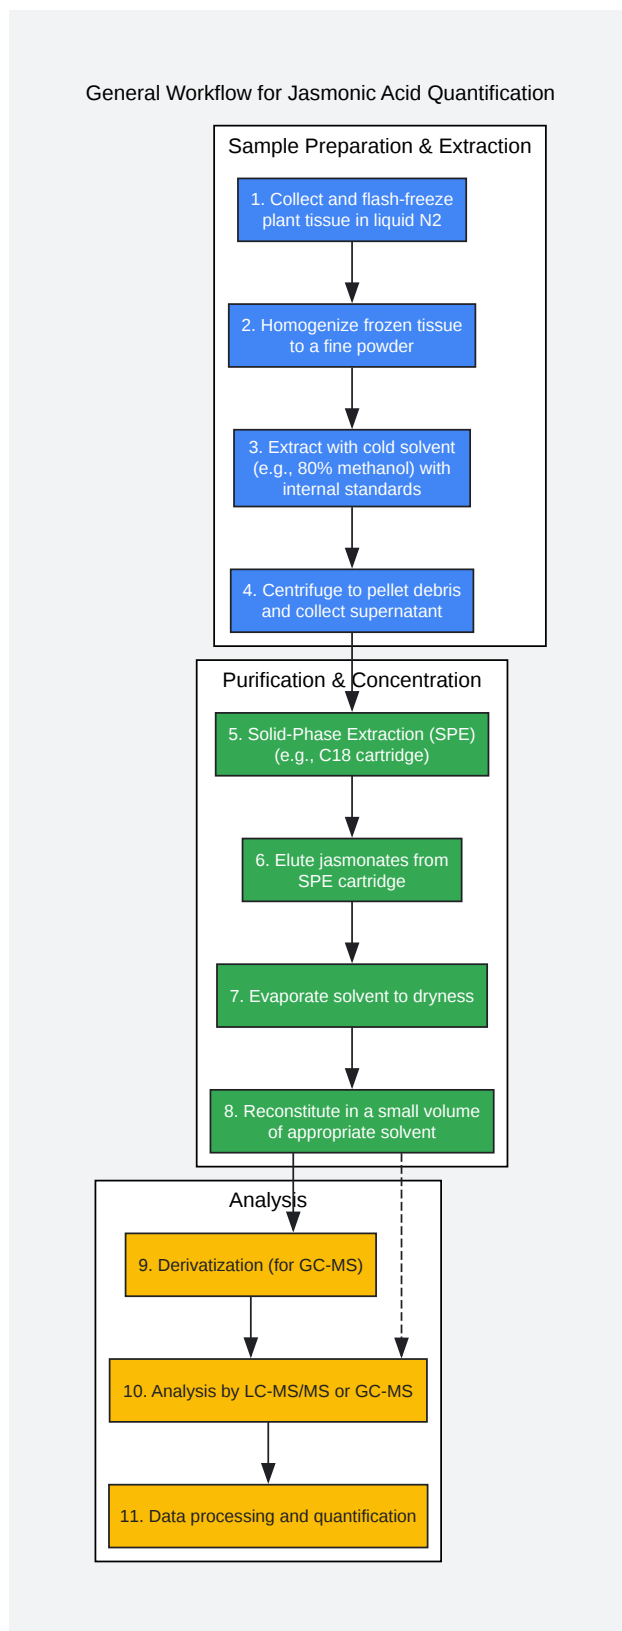 General Workflow for Jasmonic Acid Quantification
Sample Preparation & Extraction
1. Collect and flash-freeze
plant tissue in liquid N2
2. Homogenize frozen tissue
to a fine powder
3. Extract with cold solvent
(e.g., 80% methanol) with
internal standards
4. Centrifuge to pellet debris
and collect supernatant
Purification & Concentration
5. Solid-Phase Extraction (SPE)
(e.g., C18 cartridge)
6. Elute jasmonates from
SPE cartridge
7. Evaporate solvent to dryness
8. Reconstitute in a small volume
of appropriate solvent
Analysis
9. Derivatization (for GC-MS)
10. Analysis by LC-MS/MS or GC-MS
11. Data processing and quantification